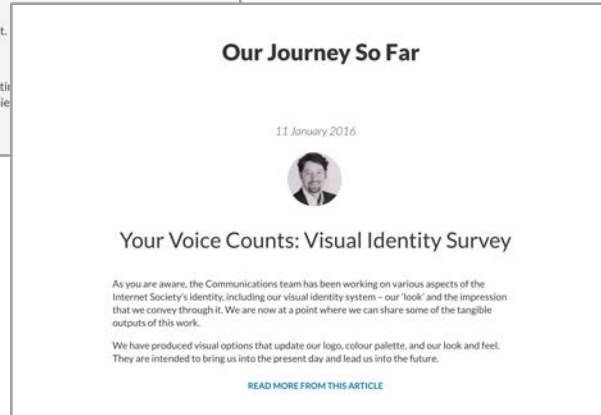 t.
Our Journey So Far
11 January 2016
Your Voice Counts: Visual Identity Survey
As you are aware, the Communications team has been working on various aspects of the
Internet Society's identity, including our visual identity system – our 'look' and the impression
that we convey through it. We are now at a point where we can share some of the tangible
outputs of this work.
We have produced visual options that update our logo, colour palette, and our look and feel.
They are intended to bring us into the present day and lead us into the future.
READ MORE FROM THIS ARTICLE